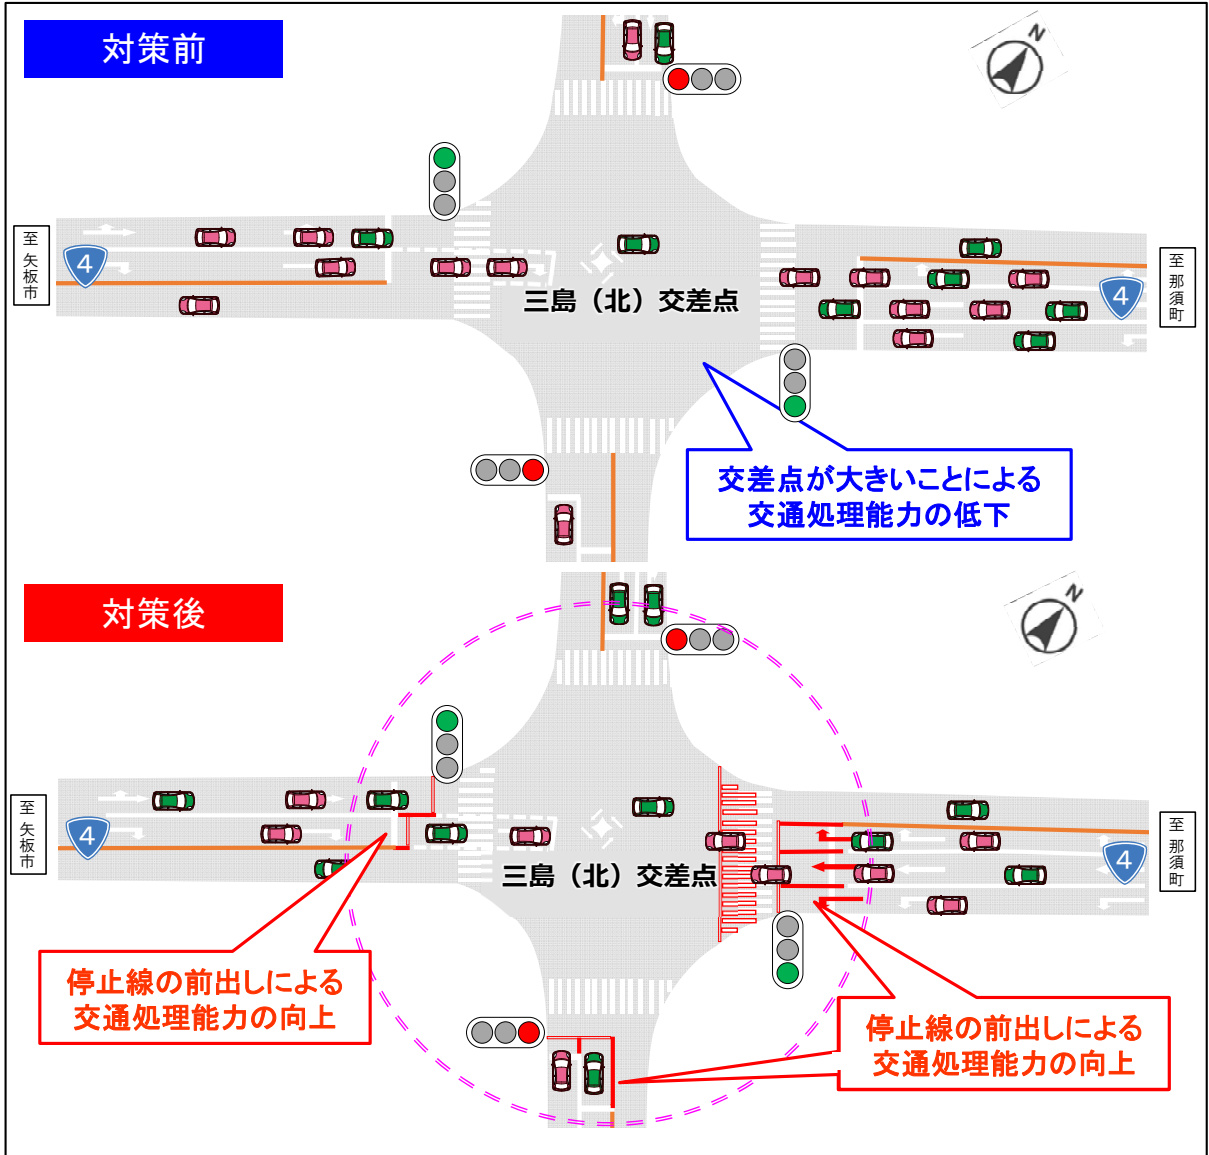 対策前
N
至 矢板市
4
三島（北）交差点
至 那須町
4
交差点が大きいことによる
交通処理能力の低下
対策後
N
至 矢板市
4
三島（北）交差点
至 那須町
4
停止線の前出しによる
交通処理能力の向上
停止線の前出しによる
交通処理能力の向上